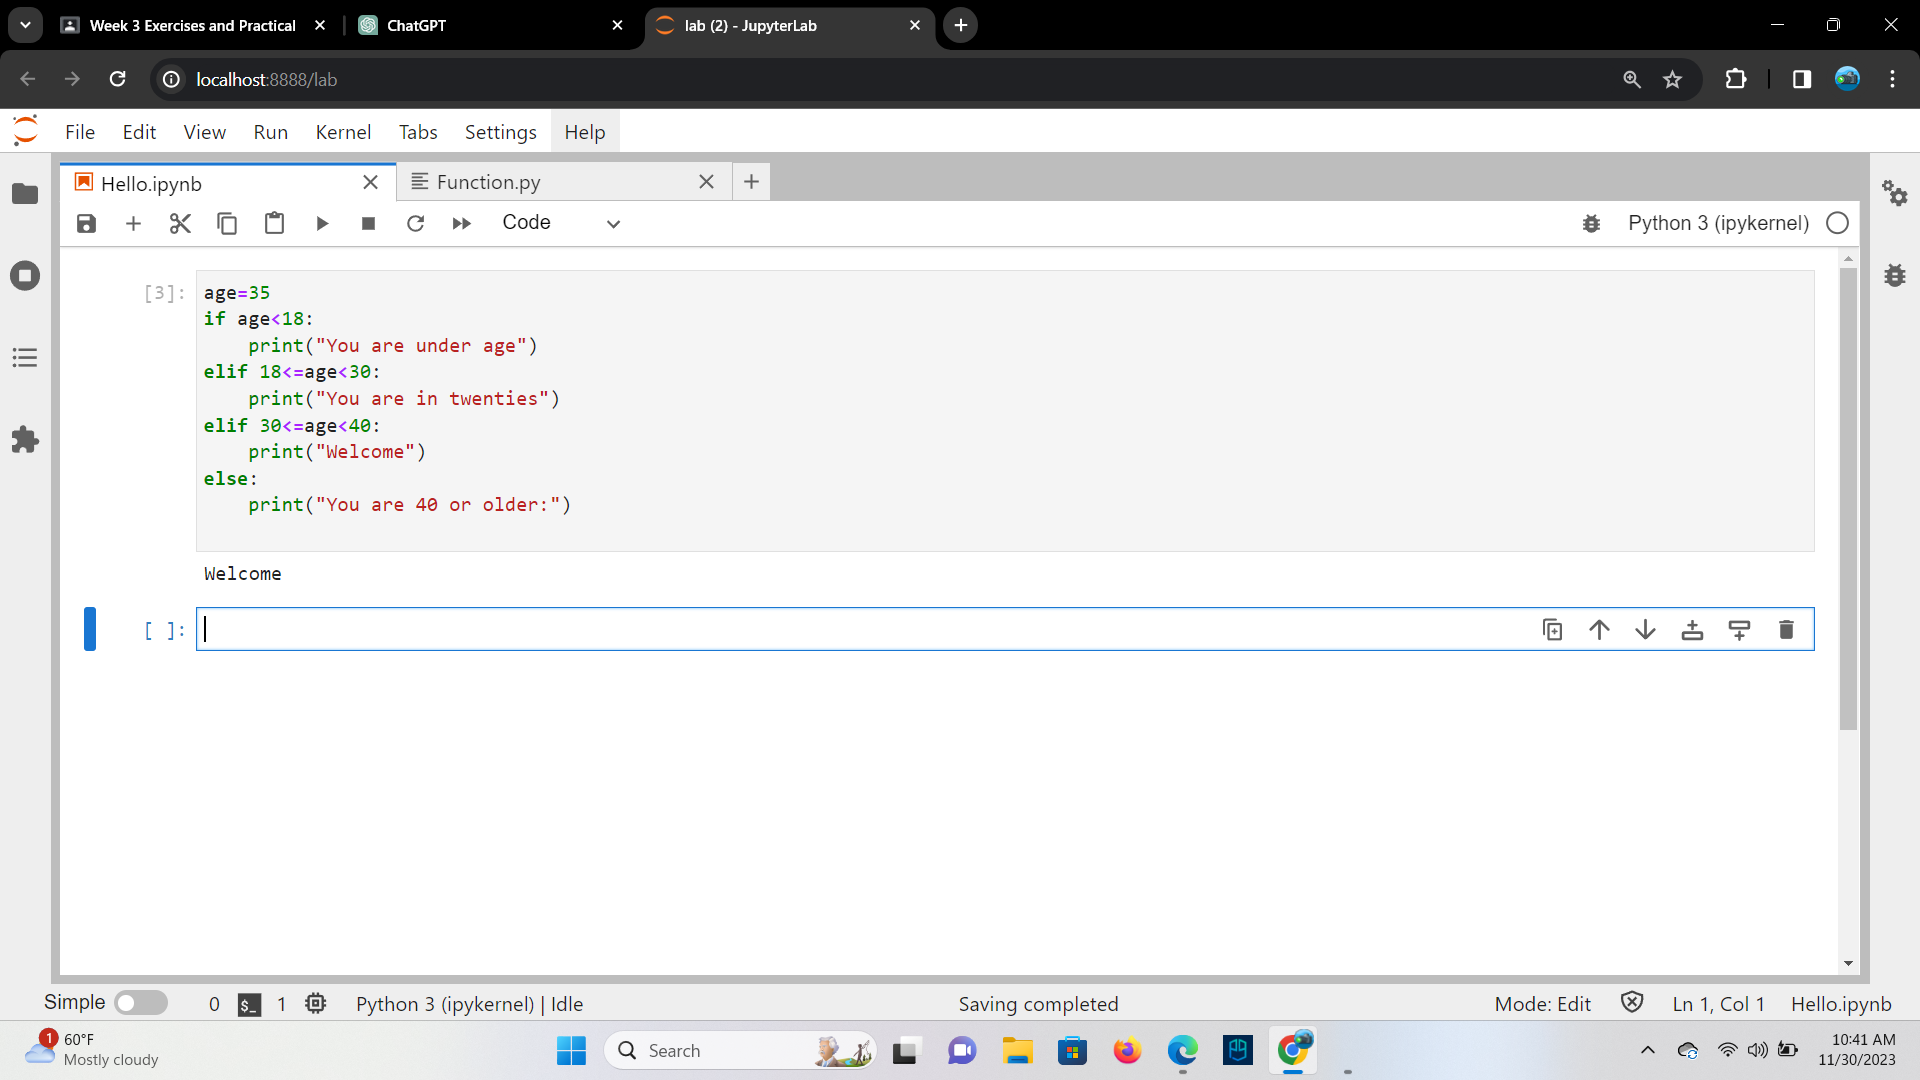 Week 3 Exercises and Practical
ChatGPT
lab (2) - JupyterLab
localhost:8888/lab
File Edit View Run Kernel Tabs Settings Help
Hello.ipynb
Function.py
Code
Python 3 (ipykernel)
[3]:
age=35
if age<18:
    print("You are under age")
elif 18<=age<30:
    print("You are in twenties")
elif 30<=age<40:
    print("Welcome")
else:
    print("You are 40 or older:")
Welcome
[ ]:
Simple 0 $_ 1 Python 3 (ipykernel) | Idle Saving completed Mode: Edit Ln 1, Col 1 Hello.ipynb
1
60°F
Mostly cloudy
Search
10:41 AM
11/30/2023